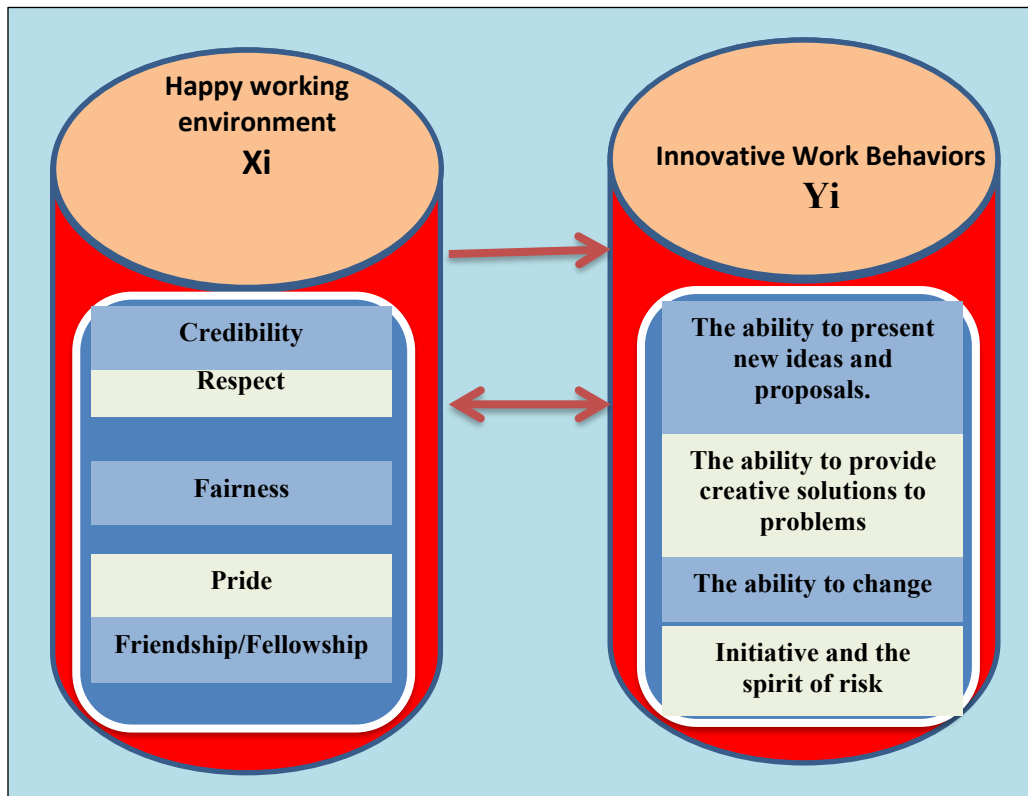 Happy working
environment
Xi
Credibility
Respect
Fairness
Pride
Friendship/Fellowship
Innovative Work Behaviors
Yi
The ability to present
new ideas and
proposals.
The ability to provide
creative solutions to
problems
The ability to change
Initiative and the
spirit of risk